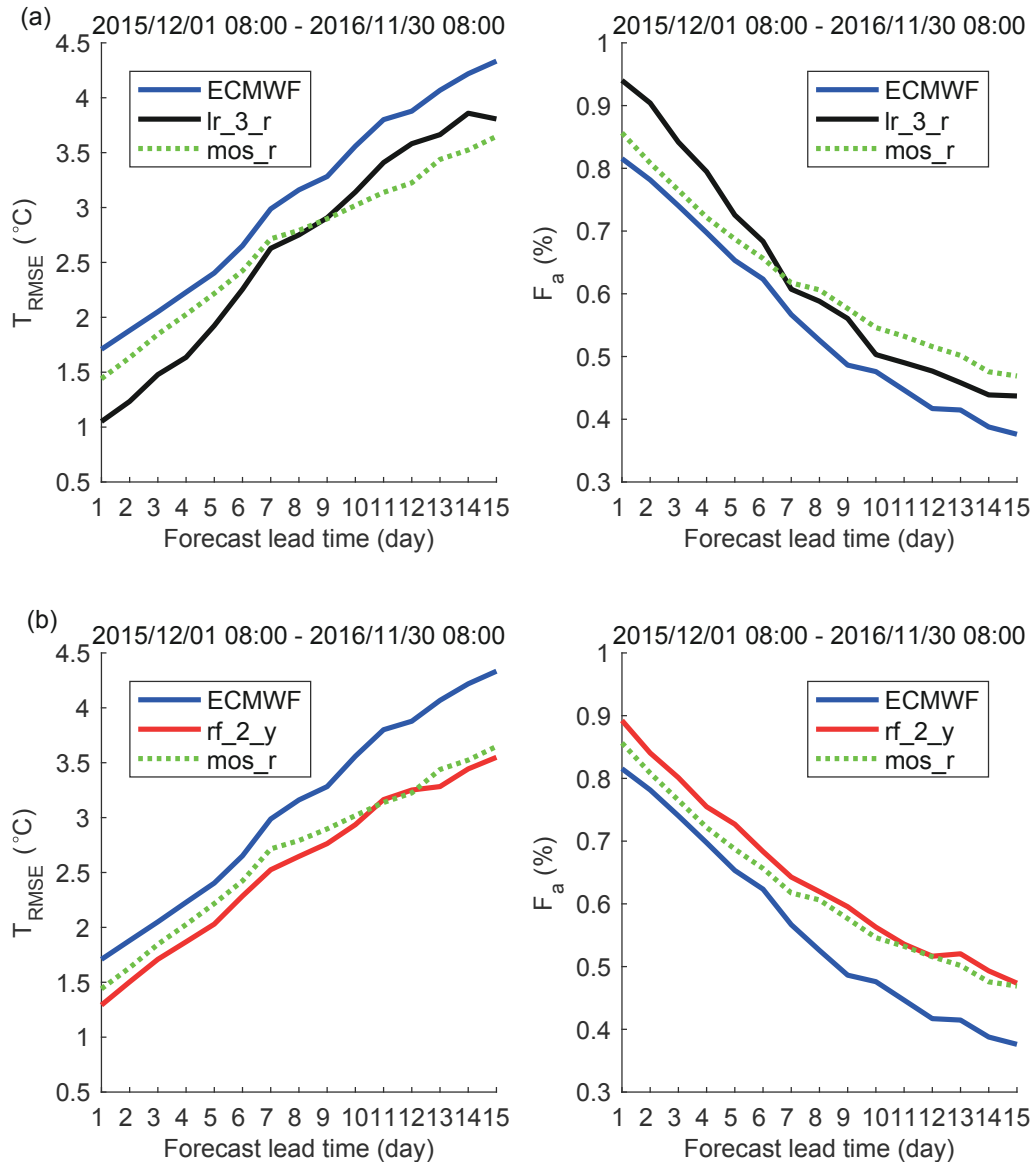 (a)
2015/12/01 08:00 - 2016/11/30 08:00
4.5
4
3.5
3
2.5
2
1.5
1
0.5
T_RMSE (°C)
ECMWF
lr_3_r
mos_r
1 2 3 4 5 6 7 8 9 10 11 12 13 14 15
Forecast lead time (day)
2015/12/01 08:00 - 2016/11/30 08:00
1
0.9
0.8
0.7
0.6
0.5
0.4
0.3
F_a (%)
ECMWF
lr_3_r
mos_r
1 2 3 4 5 6 7 8 9 10 11 12 13 14 15
Forecast lead time (day)
(b)
2015/12/01 08:00 - 2016/11/30 08:00
4.5
4
3.5
3
2.5
2
1.5
1
0.5
T_RMSE (°C)
ECMWF
rf_2_y
mos_r
1 2 3 4 5 6 7 8 9 10 11 12 13 14 15
Forecast lead time (day)
2015/12/01 08:00 - 2016/11/30 08:00
1
0.9
0.8
0.7
0.6
0.5
0.4
0.3
F_a (%)
ECMWF
rf_2_y
mos_r
1 2 3 4 5 6 7 8 9 10 11 12 13 14 15
Forecast lead time (day)